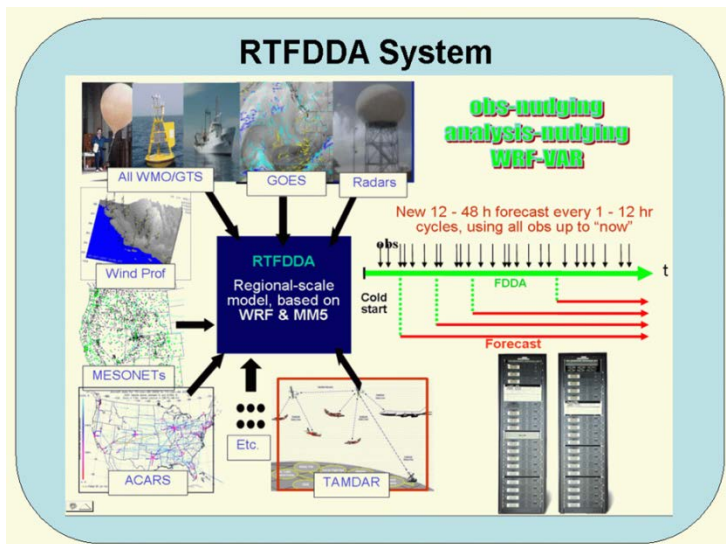 RTFDDA System
obs-nudging
analysis-nudging
WRF-VAR
All WMO/GTS
GOES
Radars
New 12 - 48 h forecast every 1 - 12 hr
cycles, using all obs up to “now”
Wind Prof
RTFDDA
Regional-scale
model, based on
WRF & MM5
obs
t
FDDA
Cold
start
Forecast
MESONETs
ACARS
Etc.
TAMDAR